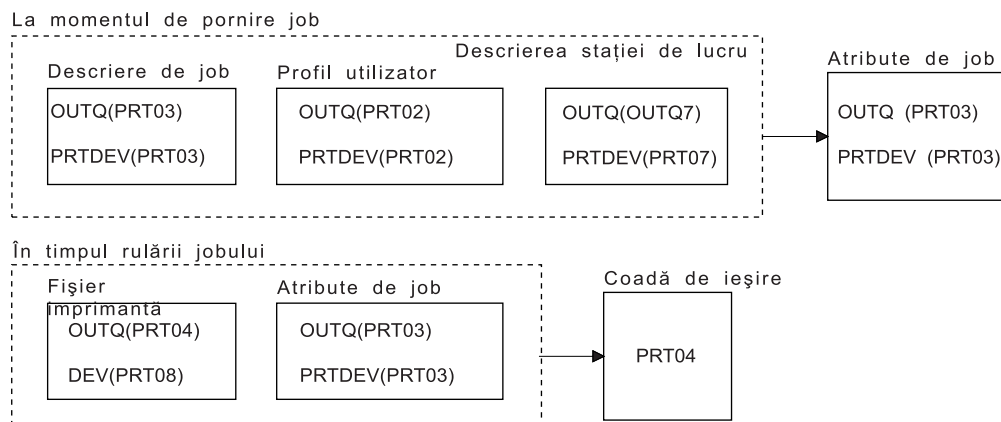 La momentul de pornire job
Descrierea stației de lucru
Descriere de job
Profil utilizator
Atribute de job
OUTQ(PRT03)
OUTQ(PRT02)
OUTQ(OUTQ7)
OUTQ (PRT03)
PRTDEV(PRT03)
PRTDEV(PRT02)
PRTDEV(PRT07)
PRTDEV (PRT03)
În timpul rulării jobului
Fişier
imprimantă
Atribute de job
Coadă de ieşire
OUTQ(PRT04)
OUTQ(PRT03)
PRT04
DEV(PRT08)
PRTDEV(PRT03)